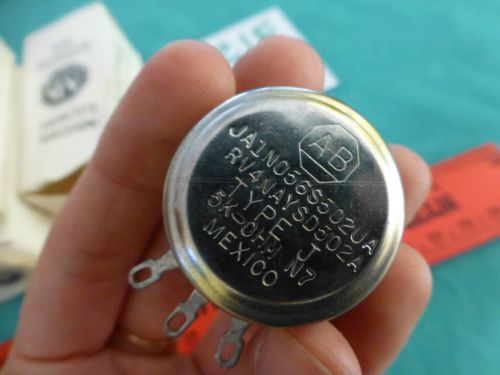 AB
JA1N056S502UA
RV4NAYSD502A
TYPE J
5K-OHM N7
MEXICO